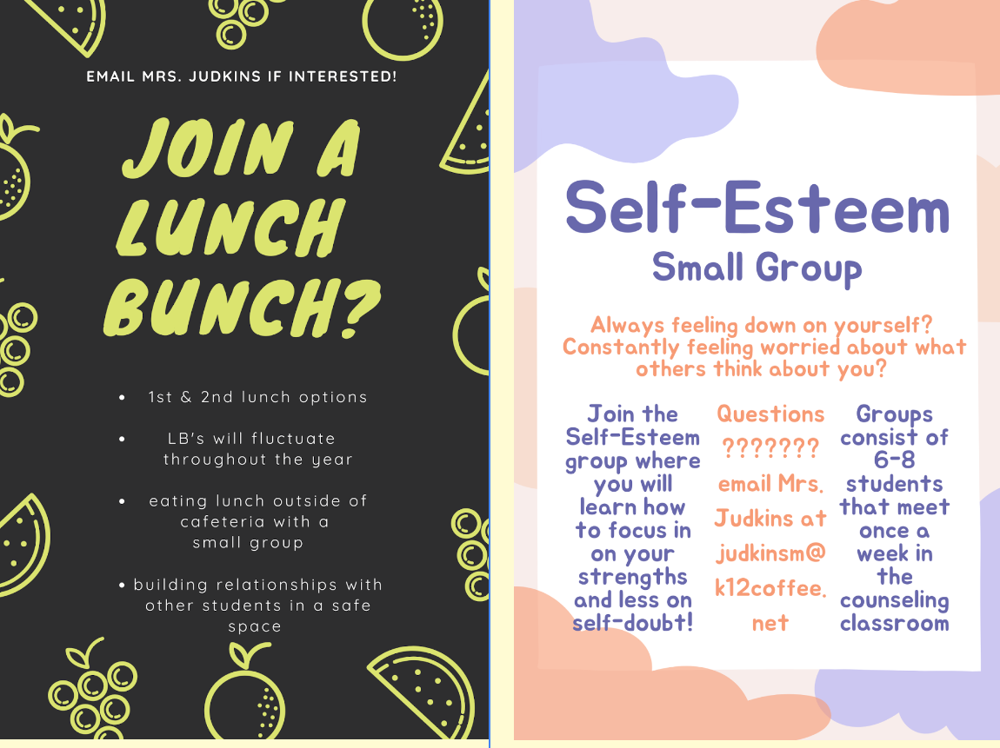 EMAIL MRS. JUDKINS IF INTERESTED!
JOIN A
LUNCH
BUNCH?
• 1st & 2nd lunch options
• LB's will fluctuate
throughout the year
• eating lunch outside of
cafeteria with a
small group
• building relationships with
other students in a safe
space
Self-Esteem
Small Group
Always feeling down on yourself?
Constantly feeling worried about what
others think about you?
Join the
Self-Esteem
group where
you will
learn how
to focus in
on your
strengths
and less on
self-doubt!
Questions
???????
email Mrs.
Judkins at
judkinsm@
k12coffee.
net
Groups
consist of
6-8
students
that meet
once a
week in
the
counseling
classroom